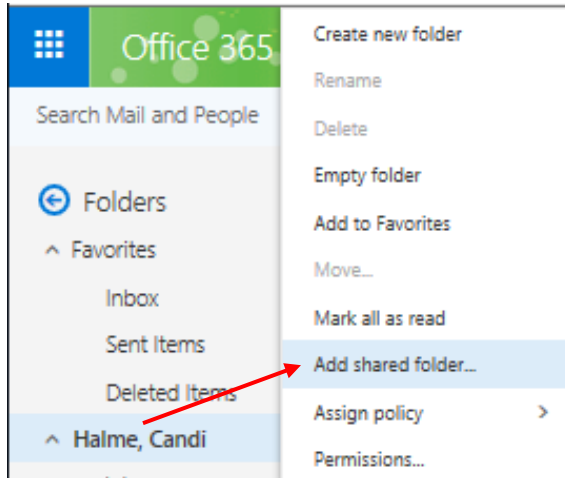 Office 365
Search Mail and People
Folders
Favorites
Inbox
Sent Items
Deleted Items
Halme, Candi
Create new folder
Rename
Delete
Empty folder
Add to Favorites
Move...
Mark all as read
Add shared folder...
Assign policy
Permissions...